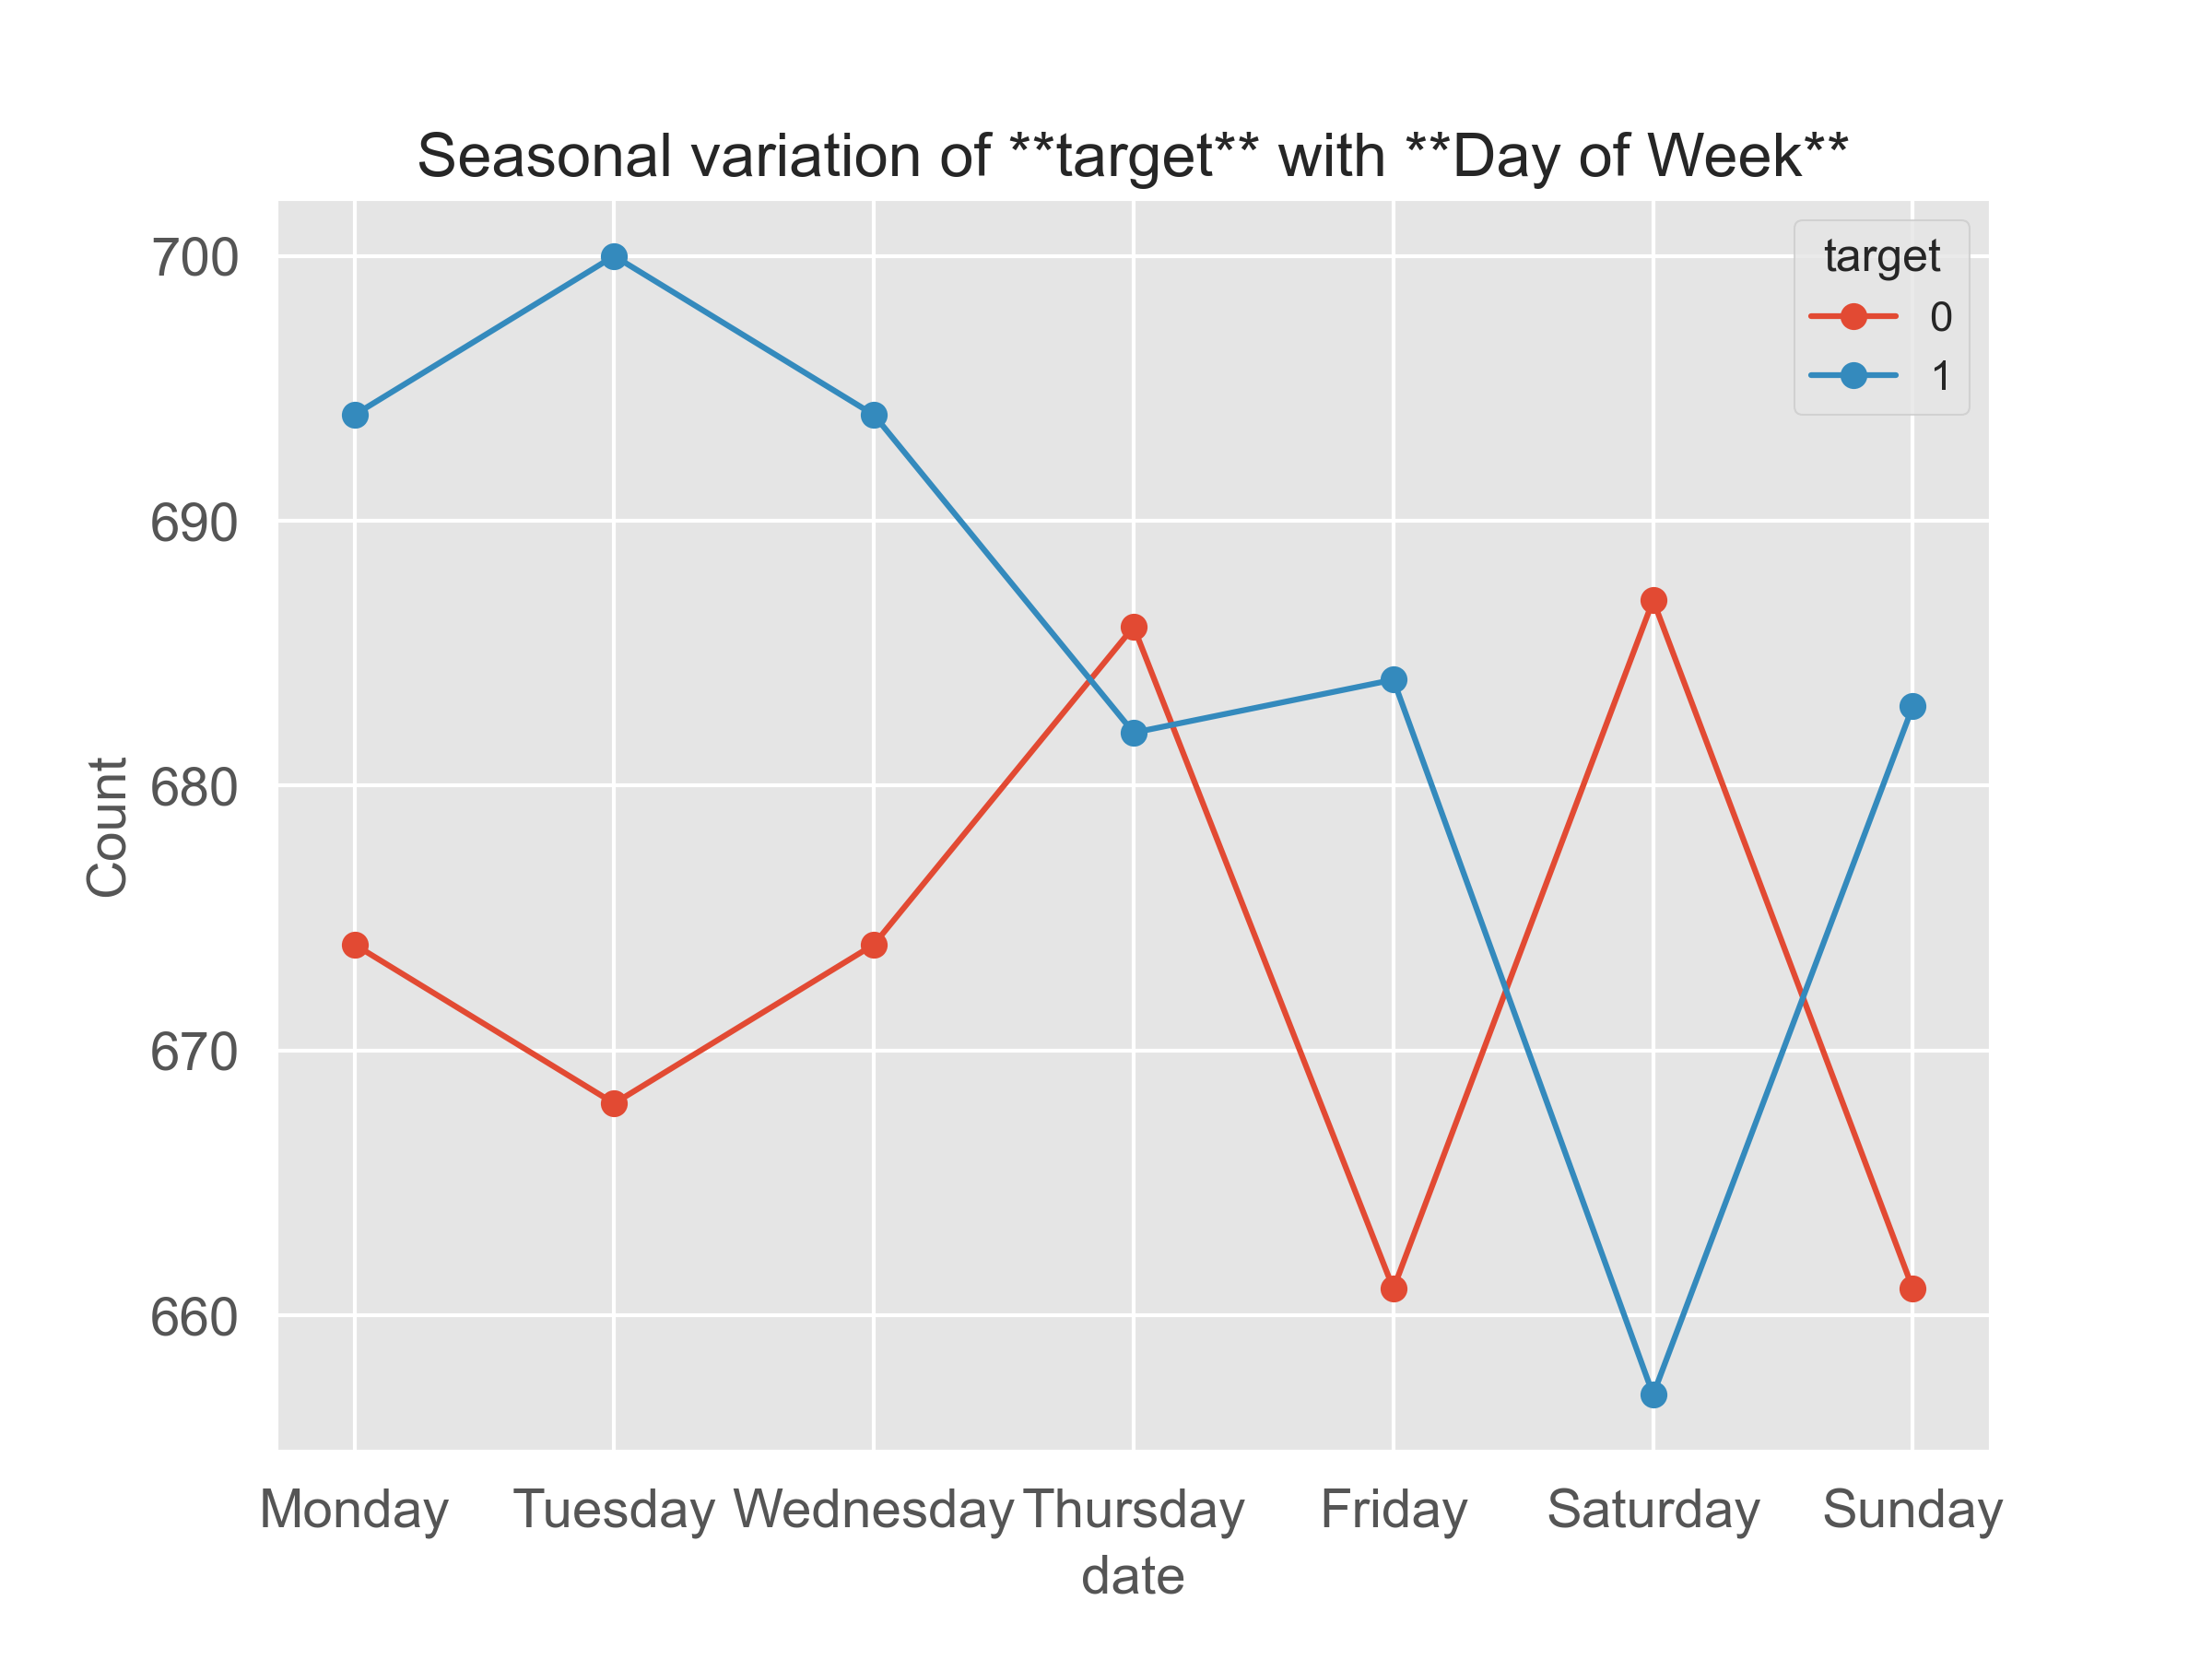 Seasonal variation of **target** with **Day of Week**
target
0
1
Count
700
690
680
670
660
Monday Tuesday Wednesday Thursday Friday Saturday Sunday
date